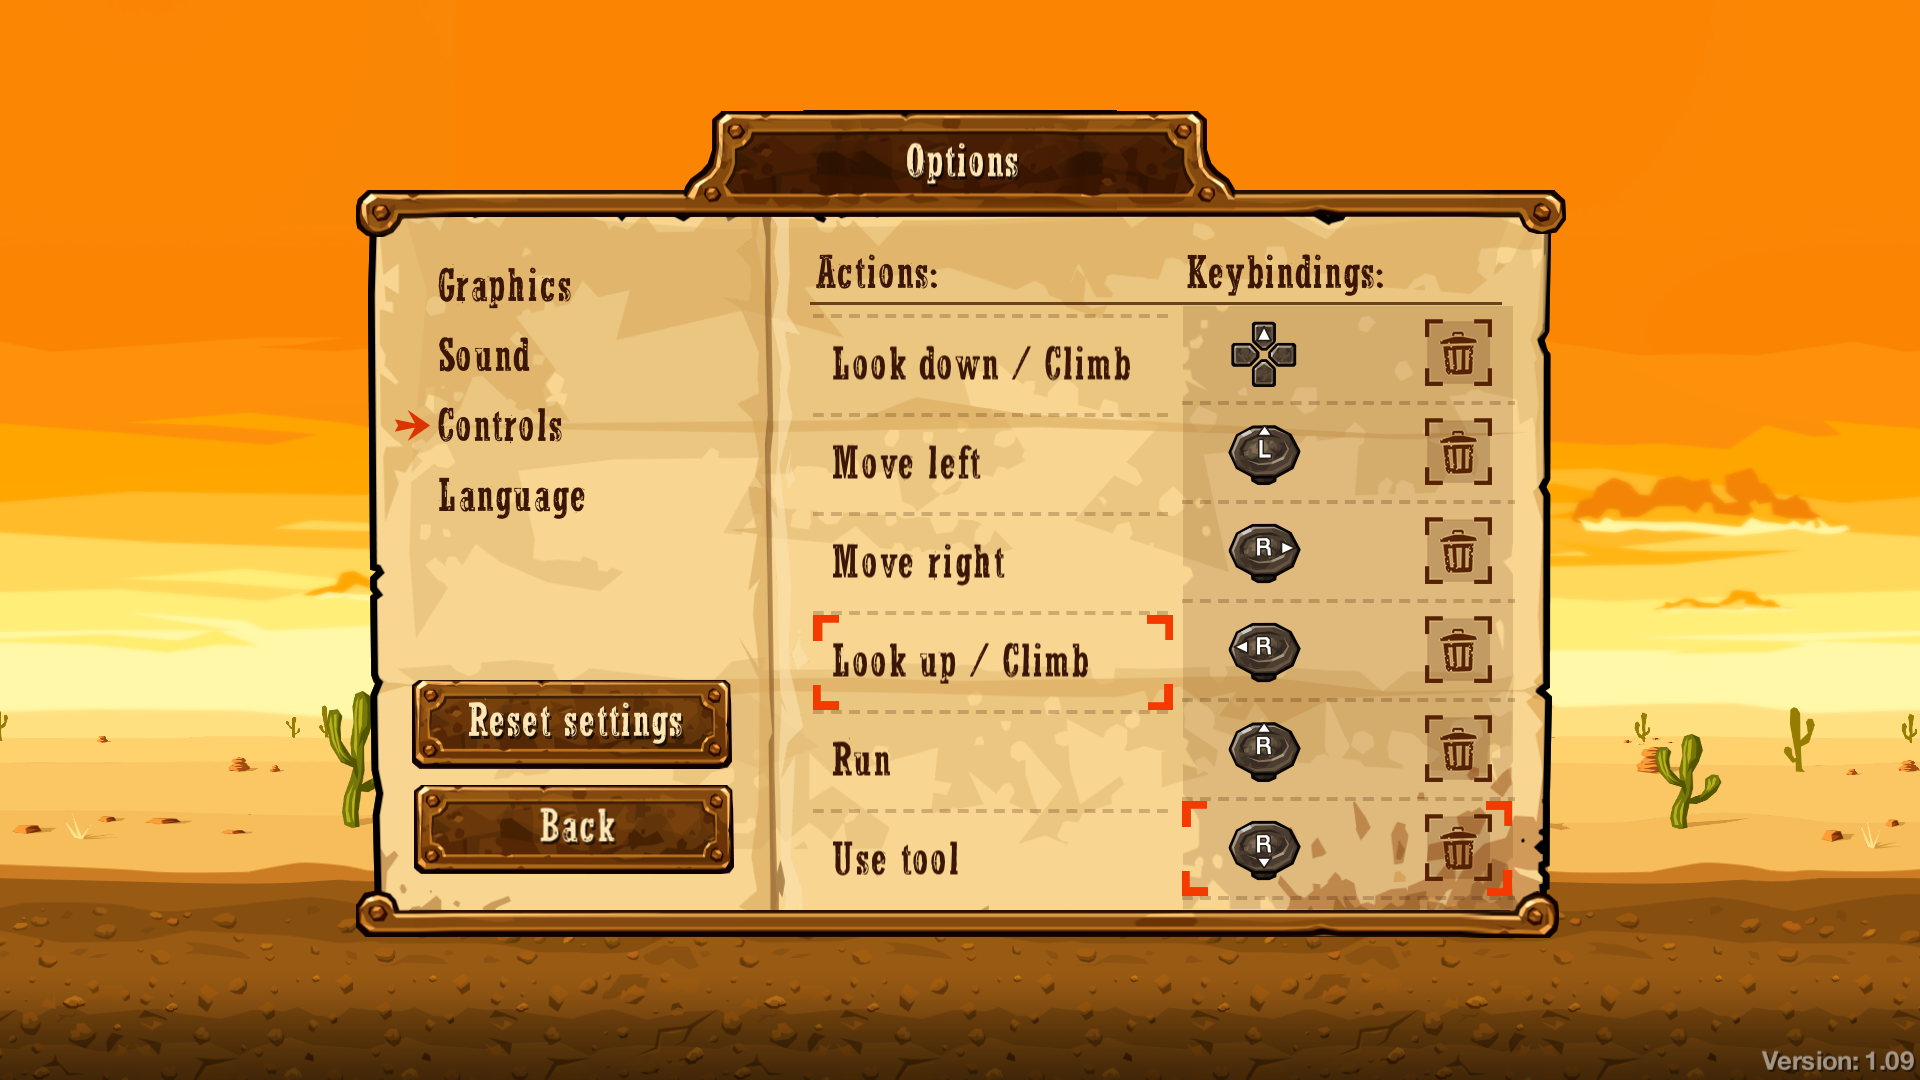 Options
Graphics
Sound
Controls
Language
Reset settings
Back
Actions: Keybindings:
Look down / Climb
Move left L
Move right R
Look up / Climb R
Run R
Use tool R
Version: 1.09